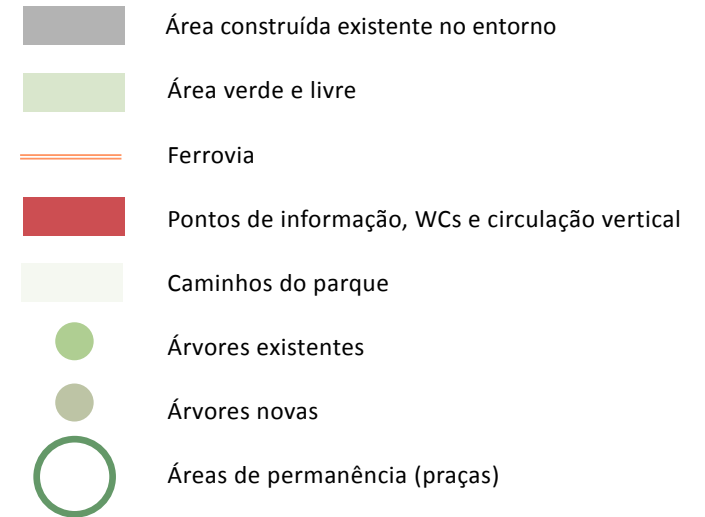 Área construída existente no entorno
Área verde e livre
Ferrovia
Pontos de informação, WCs e circulação vertical
Caminhos do parque
Árvores existentes
Árvores novas
Áreas de permanência (praças)